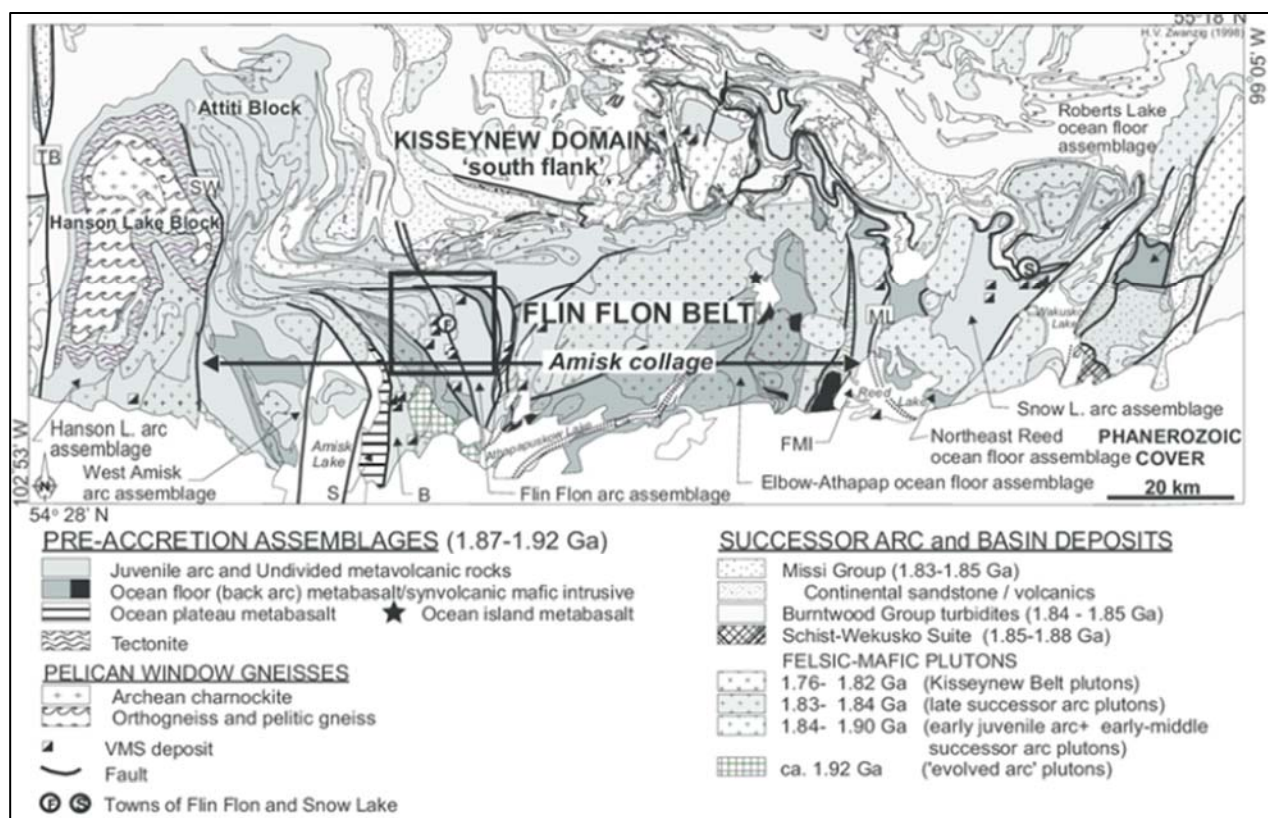 55° 18' N
H.V. Zwanzig (1998)
99° 05' W
Attiti Block
KISSEYNEW DOMAIN
'south flank'
Roberts Lake
ocean floor
assemblage
TB
SW
Hanson Lake Block
F
FLIN FLON BELT
S
ML
Wekusko
Lake
Amisk collage
Reed
Lake
Snow L. arc assemblage
Hanson L. arc
assemblage
Amisk
Lake
Athapapuskow Lake
FMI
Northeast Reed
ocean floor assemblage
PHANEROZOIC
COVER
West Amisk
arc assemblage
S
B
Flin Flon arc assemblage
Elbow-Athapap ocean floor assemblage
20 km
102° 53' W
N
54° 28' N
PRE-ACCRETION ASSEMBLAGES (1.87-1.92 Ga)
Juvenile arc and Undivided metavolcanic rocks
Ocean floor (back arc) metabasalt/synvolcanic mafic intrusive
Ocean plateau metabasalt
Ocean island metabasalt
Tectonite
PELICAN WINDOW GNEISSES
Archean charnockite
Orthogneiss and pelitic gneiss
VMS deposit
Fault
F S Towns of Flin Flon and Snow Lake
SUCCESSOR ARC and BASIN DEPOSITS
Missi Group (1.83-1.85 Ga)
Continental sandstone / volcanics
Burntwood Group turbidites (1.84 - 1.85 Ga)
Schist-Wekusko Suite (1.85-1.88 Ga)
FELSIC-MAFIC PLUTONS
1.76- 1.82 Ga (Kisseynew Belt plutons)
1.83- 1.84 Ga (late successor arc plutons)
1.84- 1.90 Ga (early juvenile arc+ early-middle
successor arc plutons)
ca. 1.92 Ga ('evolved arc' plutons)